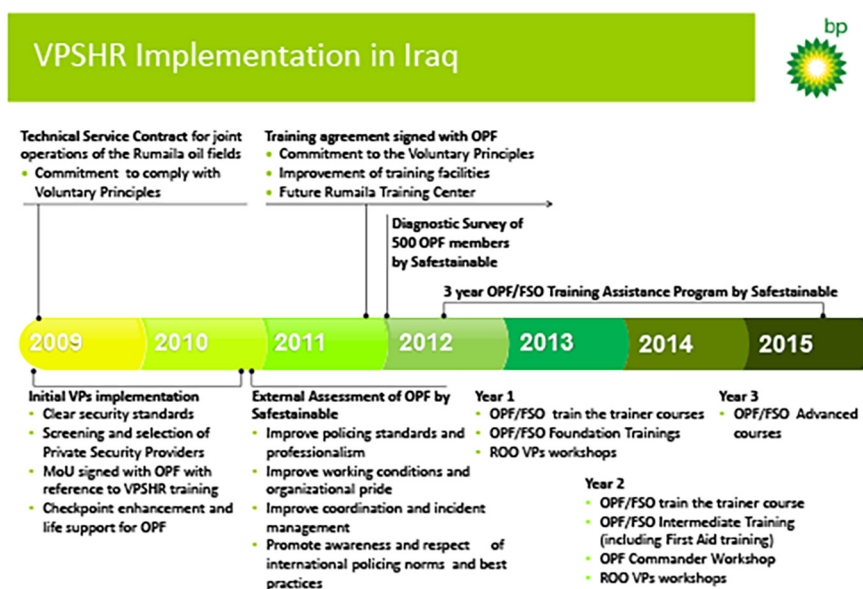 bp
VPSHR Implementation in Iraq
Technical Service Contract for joint
operations of the Rumaila oil fields
• Commitment to comply with
Voluntary Principles
Training agreement signed with OPF
• Commitment to the Voluntary Principles
• Improvement of training facilities
• Future Rumaila Training Center
Diagnostic Survey of
500 OPF members
by Safestainable
3 year OPF/FSO Training Assistance Program by Safestainable
2009
2010
2011
2012
2013
2014
2015
Initial VPs implementation
• Clear security standards
• Screening and selection of
Private Security Providers
• MoU signed with OPF with
reference to VPSHR training
• Checkpoint enhancement and
life support for OPF
External Assessment of OPF by
Safestainable
• Improve policing standards and
professionalism
• Improve working conditions and
organizational pride
• Improve coordination and incident
management
• Promote awareness and respect of
international policing norms and best
practices
Year 1
• OPF/FSO train the trainer courses
• OPF/FSO Foundation Trainings
• ROO VPs workshops
Year 2
• OPF/FSO train the trainer course
• OPF/FSO Intermediate Training
(including First Aid training)
• OPF Commander Workshop
• ROO VPs workshops
Year 3
• OPF/FSO Advanced
courses